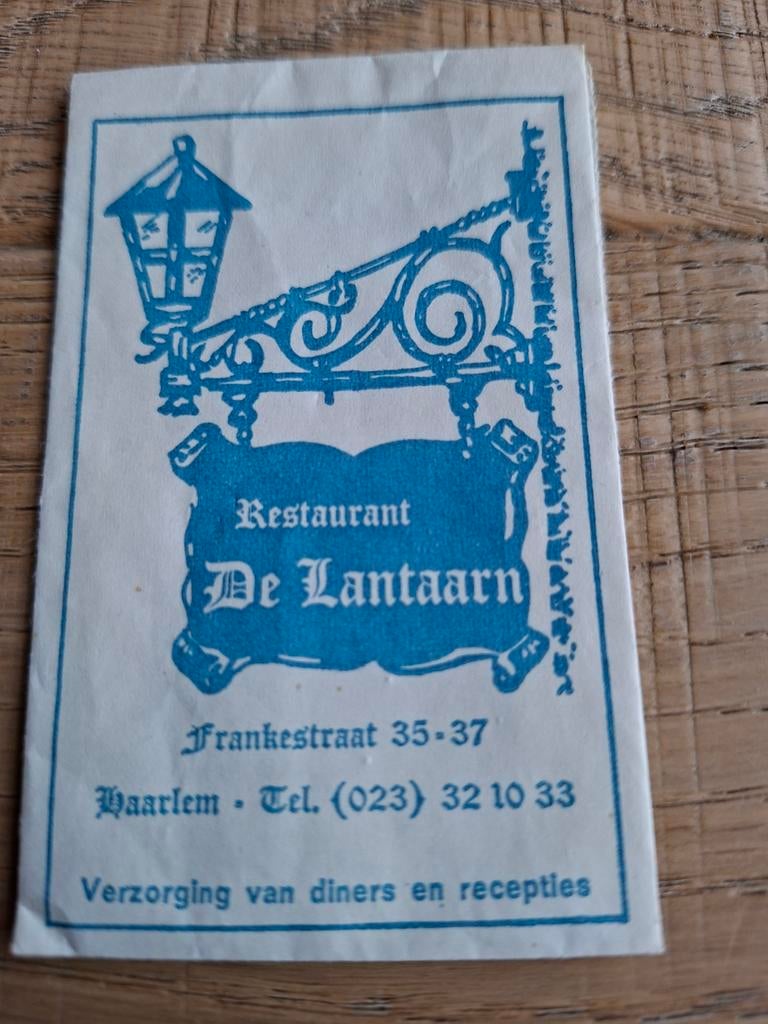 Restaurant
De Lantaarn
Frankestraat 35-37
Haarlem - Tel. (023) 32 10 33
Verzorging van diners en recepties